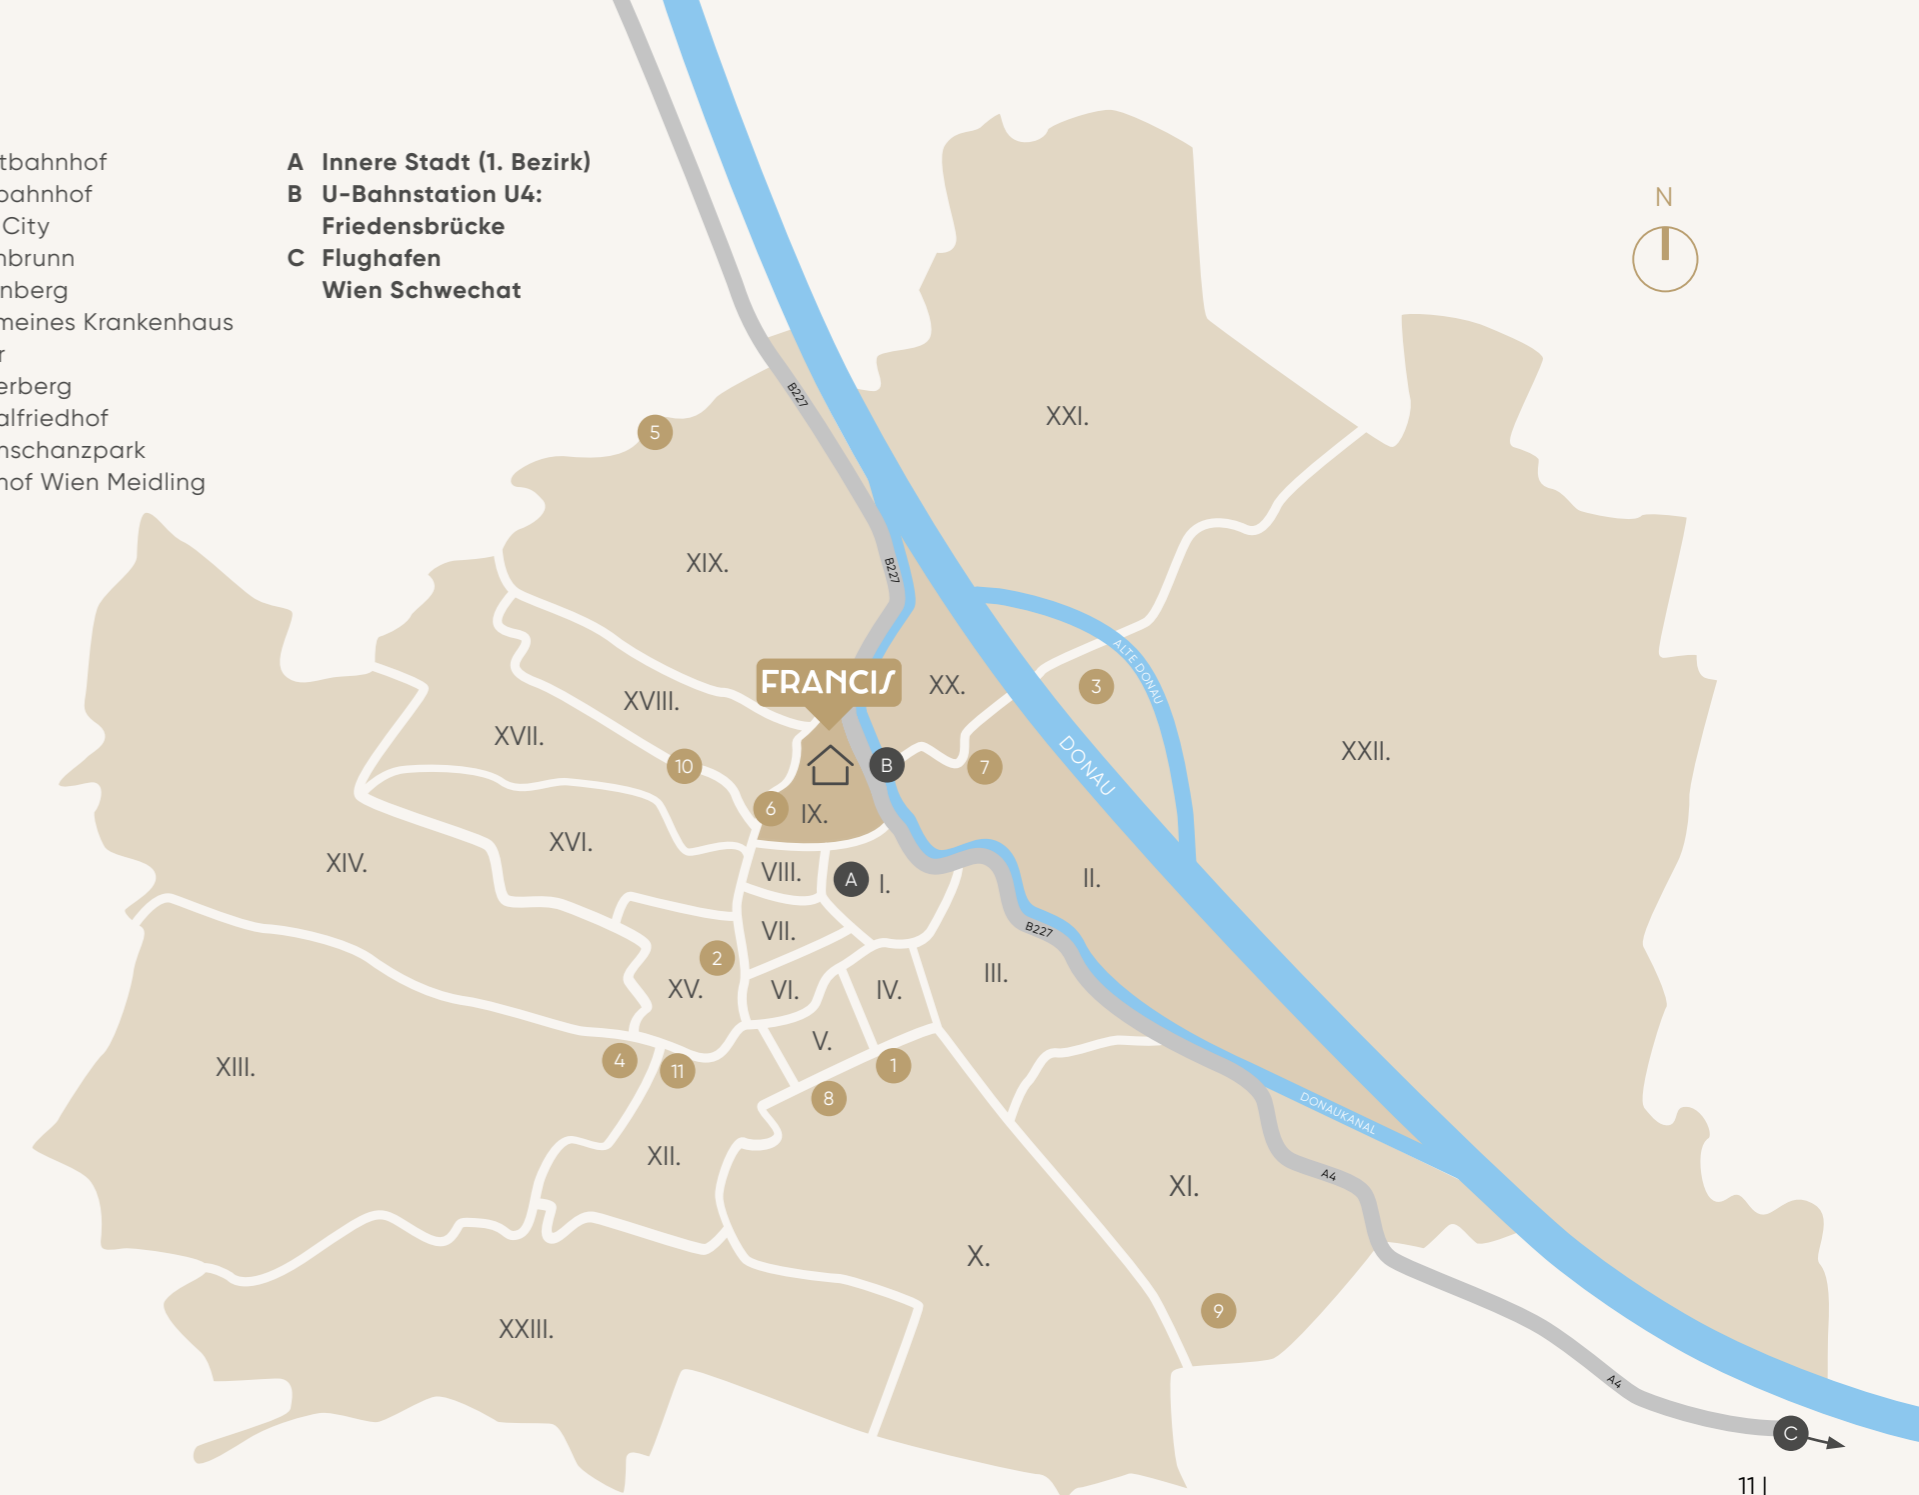 tbahnhof
bahnhof
City
nbrunn
nberg
meines Krankenhaus
r
erberg
alfriedhof
nschanzpark
hof Wien Meidling
A Innere Stadt (1. Bezirk)
B U-Bahnstation U4:
Friedensbrücke
C Flughafen
Wien Schwechat
N
B227
5
XXI.
XIX.
B227
ALTE DONAU
FRANCIS
XX.
3
XVIII.
XVII.
10
B
7
DONAU
XXII.
6
IX.
XVI.
XIV.
VIII.
A
I.
II.
VII.
B227
2
XV.
VI.
IV.
III.
V.
4
11
1
XIII.
8
DONAUKANAL
XII.
A4
XI.
X.
9
XXIII.
A4
C
11 |